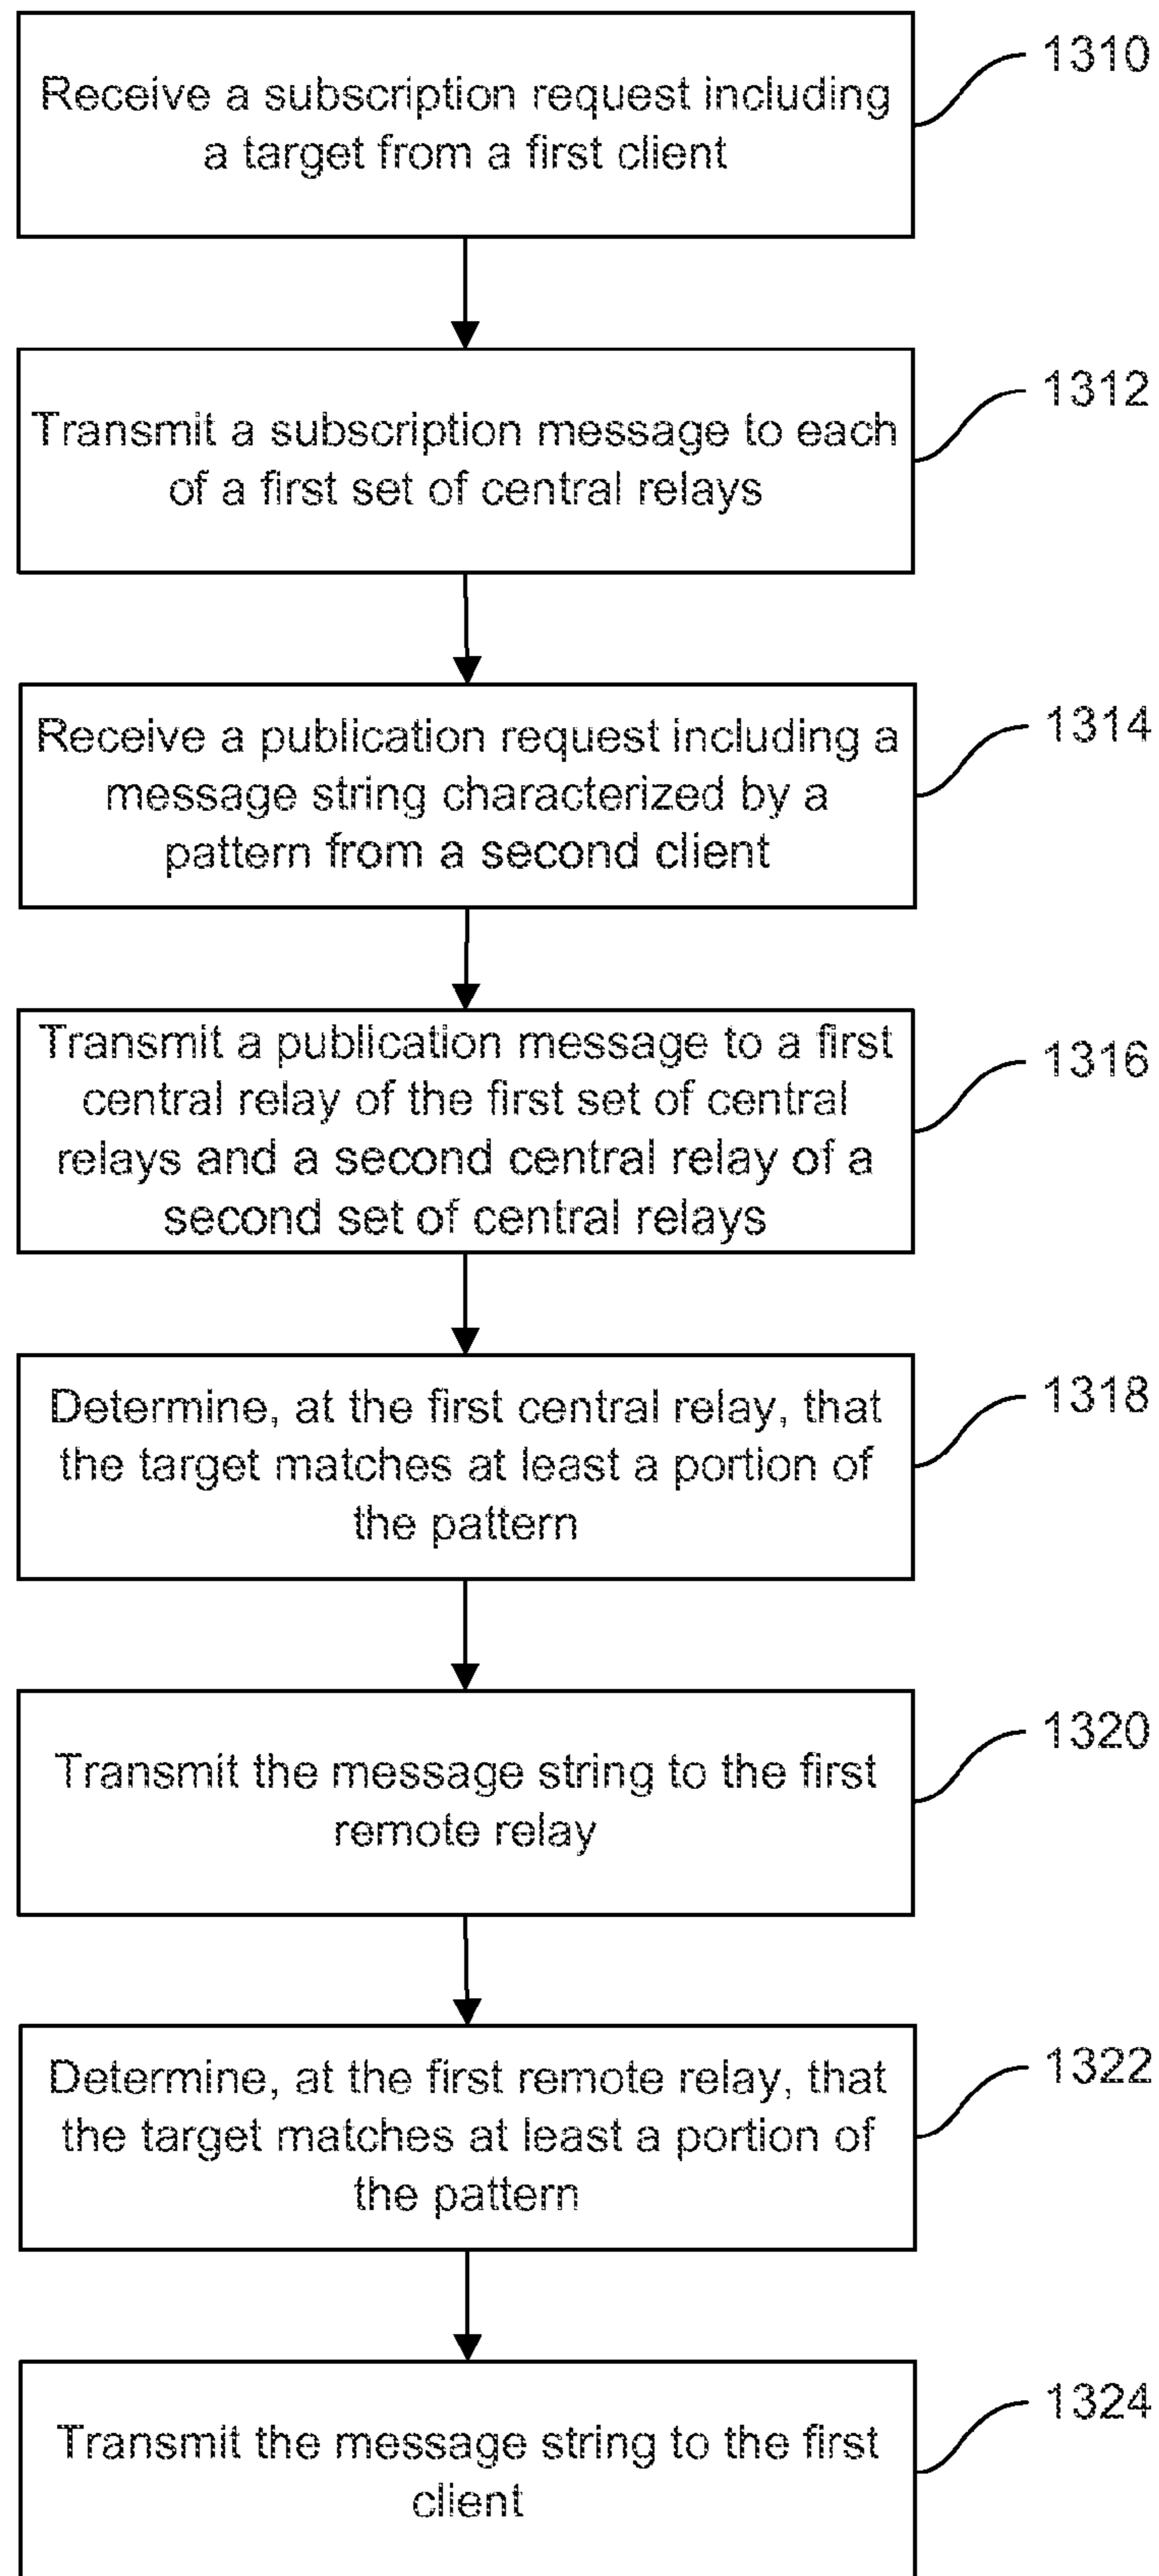 Receive a subscription request including
a target from a first client
1310
Transmit a subscription message to each
of a first set of central relays
1312
Receive a publication request including a
message string characterized by a
pattern from a second client
1314
Transmit a publication message to a first
central relay of the first set of central
relays and a second central relay of a
second set of central relays
1316
Determine, at the first central relay, that
the target matches at least a portion of
the pattern
1318
Transmit the message string to the first
remote relay
1320
Determine, at the first remote relay, that
the target matches at least a portion of
the pattern
1322
Transmit the message string to the first
client
1324